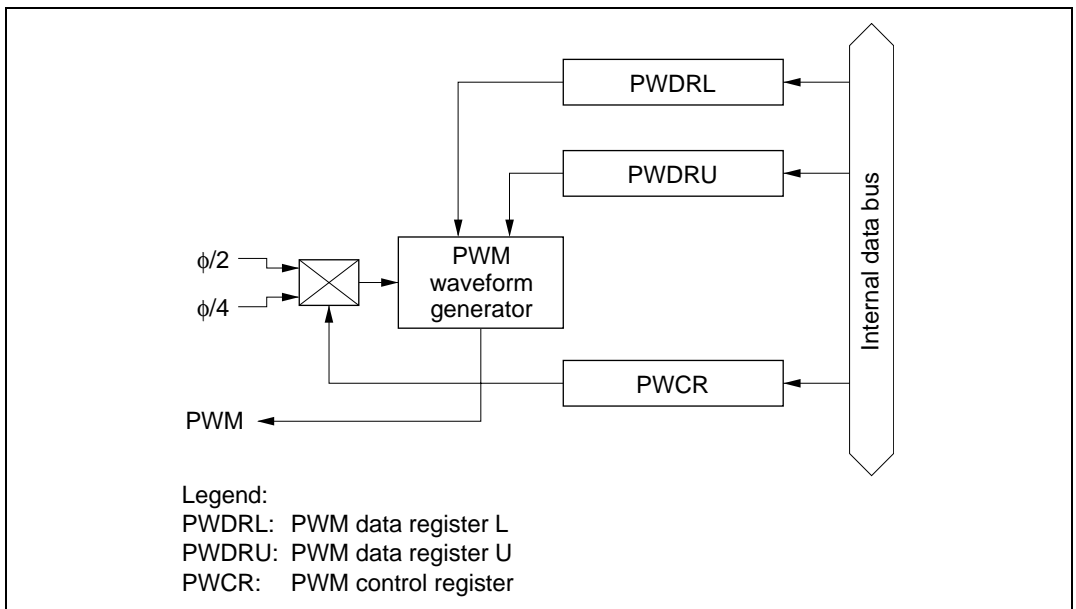 PWDRL
PWDRU
Internal data bus
φ/2
φ/4
PWM
waveform
generator
PWCR
PWM
Legend:
PWDRL: PWM data register L
PWDRU: PWM data register U
PWCR: PWM control register